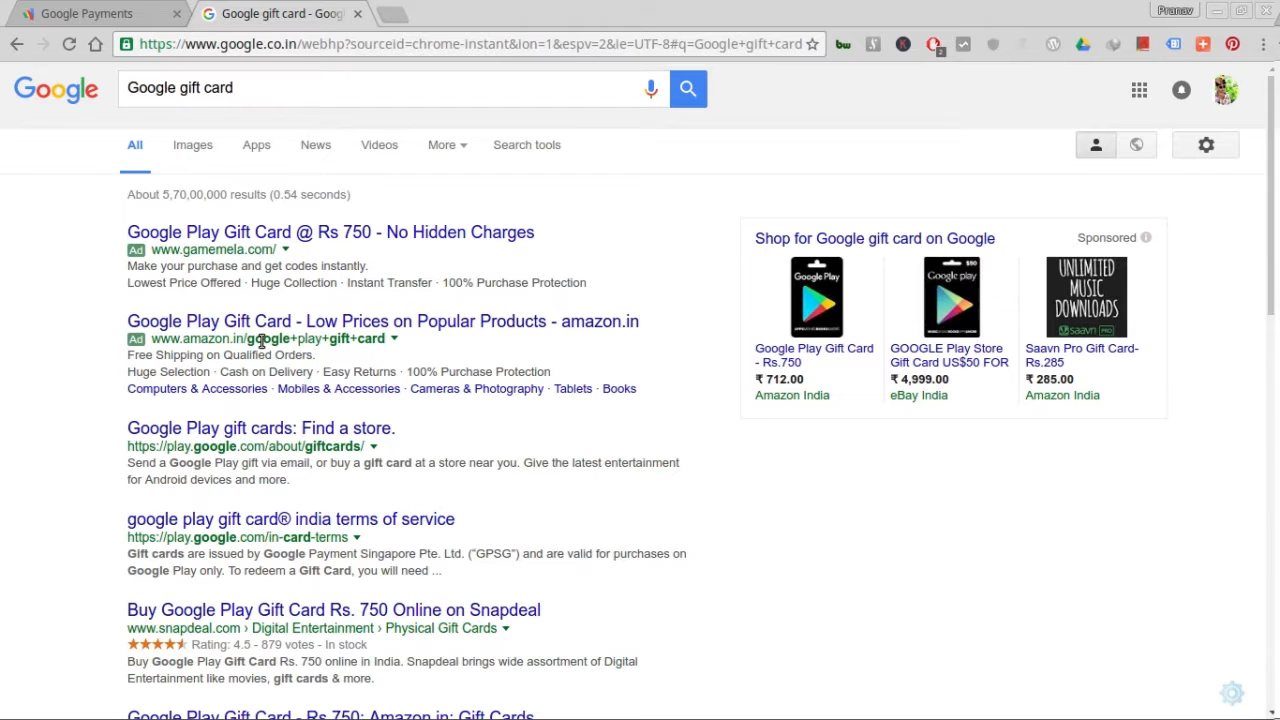 Google Payments
Google gift card - Goog
Pranav
https://www.google.co.in/webhp?sourceid=chrome-instant&ion=1&espv=2&ie=UTF-8#q=Google+gift+card
bw
2
Google
Google gift card
All Images Apps News Videos More Search tools
About 5,70,00,000 results (0.54 seconds)
Google Play Gift Card @ Rs 750 - No Hidden Charges
Ad www.gamemela.com/
Make your purchase and get codes instantly.
Lowest Price Offered · Huge Collection · Instant Transfer · 100% Purchase Protection
Google Play Gift Card - Low Prices on Popular Products - amazon.in
Ad www.amazon.in/google+play+gift+card
Free Shipping on Qualified Orders.
Huge Selection · Cash on Delivery · Easy Returns · 100% Purchase Protection
Computers & Accessories · Mobiles & Accessories · Cameras & Photography · Tablets · Books
Google Play gift cards: Find a store.
https://play.google.com/about/giftcards/
Send a Google Play gift via email, or buy a gift card at a store near you. Give the latest entertainment
for Android devices and more.
google play gift card® india terms of service
https://play.google.com/in-card-terms
Gift cards are issued by Google Payment Singapore Pte. Ltd. ("GPSG") and are valid for purchases on
Google Play only. To redeem a Gift Card, you will need ...
Buy Google Play Gift Card Rs. 750 Online on Snapdeal
www.snapdeal.com › Digital Entertainment › Physical Gift Cards
Rating: 4.5 - 879 votes - In stock
Buy Google Play Gift Card Rs. 750 online in India. Snapdeal brings wide assortment of Digital
Entertainment like movies, gift cards & more.
Google Play Gift Card - Rs 750: Amazon.in: Gift Cards
Shop for Google gift card on Google
Sponsored
Google Play
Google Play Gift Card
- Rs.750
₹ 712.00
Amazon India
$50
Google play
GOOGLE Play Store
Gift Card US$50 FOR
₹ 4,999.00
eBay India
UNLIMITED
MUSIC
DOWNLOADS
saavn PRO
Saavn Pro Gift Card-
Rs.285
₹ 285.00
Amazon India